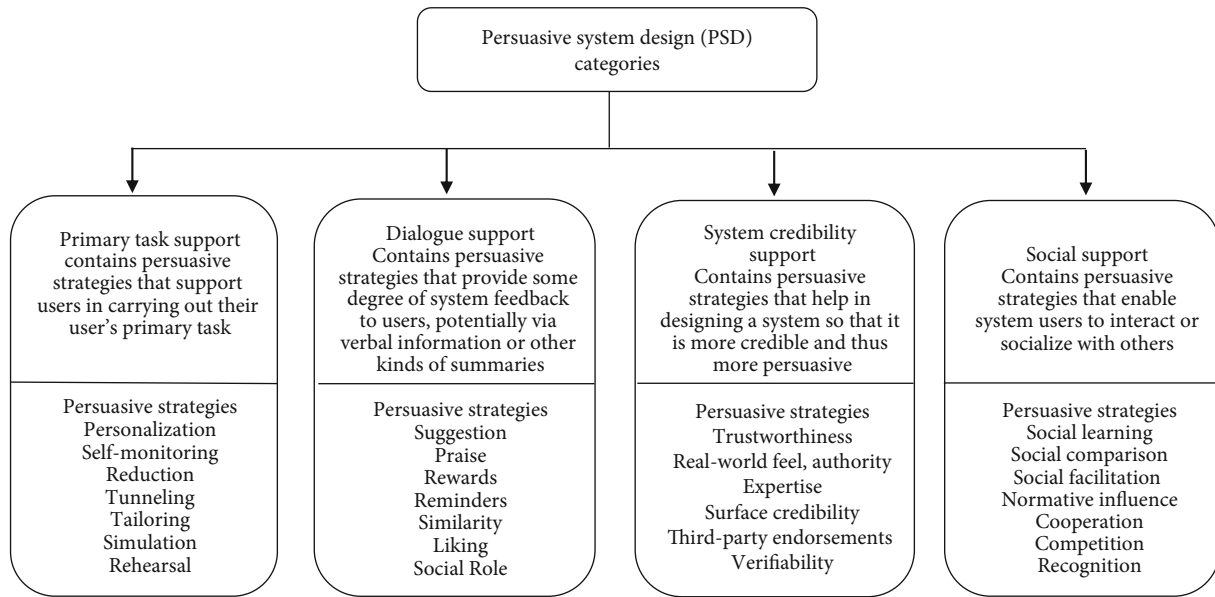 Persuasive system design (PSD)
categories
Primary task support
contains persuasive
strategies that support
users in carrying out their
user's primary task
Persuasive strategies
Personalization
Self-monitoring
Reduction
Tunneling
Tailoring
Simulation
Rehearsal
Dialogue support
Contains persuasive
strategies that provide some
degree of system feedback
to users, potentially via
verbal information or other
kinds of summaries
Persuasive strategies
Suggestion
Praise
Rewards
Reminders
Similarity
Liking
Social Role
System credibility
support
Contains persuasive
strategies that help in
designing a system so that it
is more credible and thus
more persuasive
Persuasive strategies
Trustworthiness
Real-world feel, authority
Expertise
Surface credibility
Third-party endorsements
Verifiability
Social support
Contains persuasive
strategies that enable
system users to interact or
socialize with others
Persuasive strategies
Social learning
Social comparison
Social facilitation
Normative influence
Cooperation
Competition
Recognition